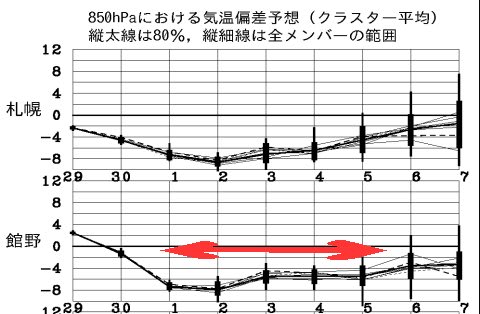 850hPaにおける気温偏差予想（クラスター平均）
縦太線は80%，縦細線は全メンバーの範囲
12
8
4
札幌 0
-4
-8
29 30 1 2 3 4 5 6 7
12
8
4
館野 0
-4
-8
29 30 1 2 3 4 5 6 7